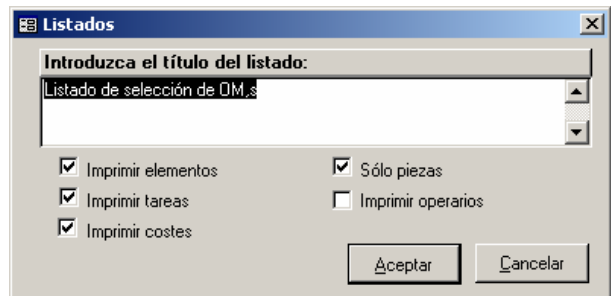 Listados
Introduzca el título del listado:
Listado de selección de OM,s
Imprimir elementos
Sólo piezas
Imprimir tareas
Imprimir operarios
Imprimir costes
Aceptar
Cancelar